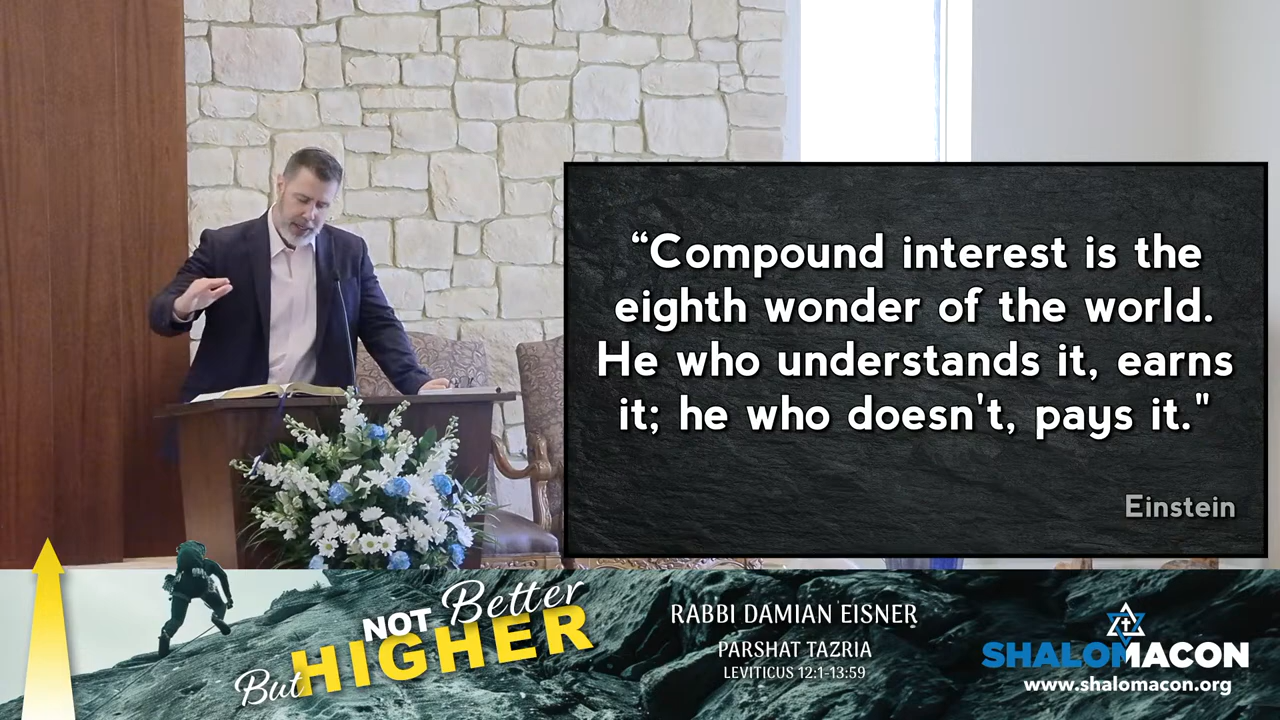 “Compound interest is the
eighth wonder of the world.
He who understands it, earns
it; he who doesn't, pays it."
Einstein
NOT Better
But HIGHER
RABBI DAMIAN EISNER
PARSHAT TAZRIA
LEVITICUS 12:1-13:59
SHALOMACON
www.shalomacon.org